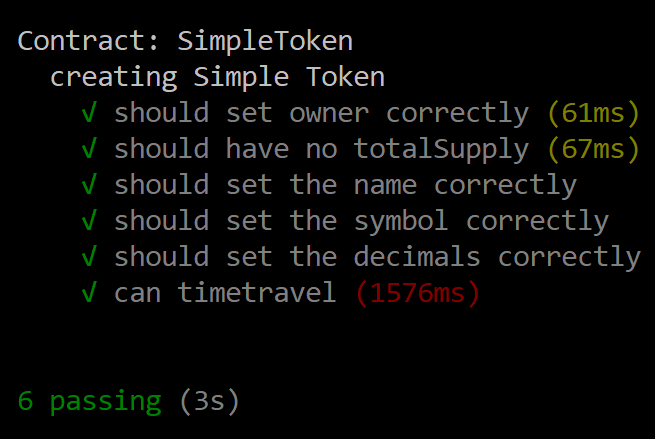 Contract: SimpleToken
creating Simple Token
√ should set owner correctly (61ms)
√ should have no totalSupply (67ms)
√ should set the name correctly
√ should set the symbol correctly
√ should set the decimals correctly
√ can timetravel (1576ms)
6 passing (3s)